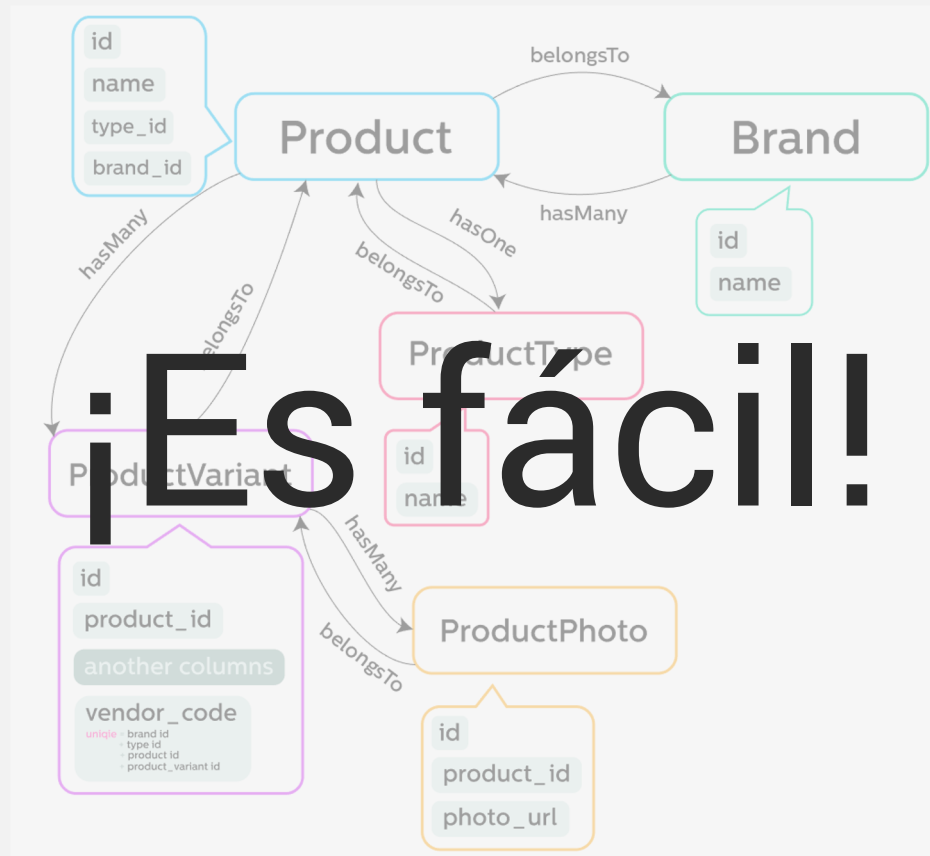 id
name
type_id
brand_id
Product
belongsTo
Brand
hasMany
id
name
hasMany
belongsTo
hasOne
belongsTo
ProductType
id
name
¡Es fácil!
ProductVariant
hasMany
belongsTo
id
product_id
another columns
vendor_code
uniqie
brand id
type id
product id
product_variant id
ProductPhoto
id
product_id
photo_url